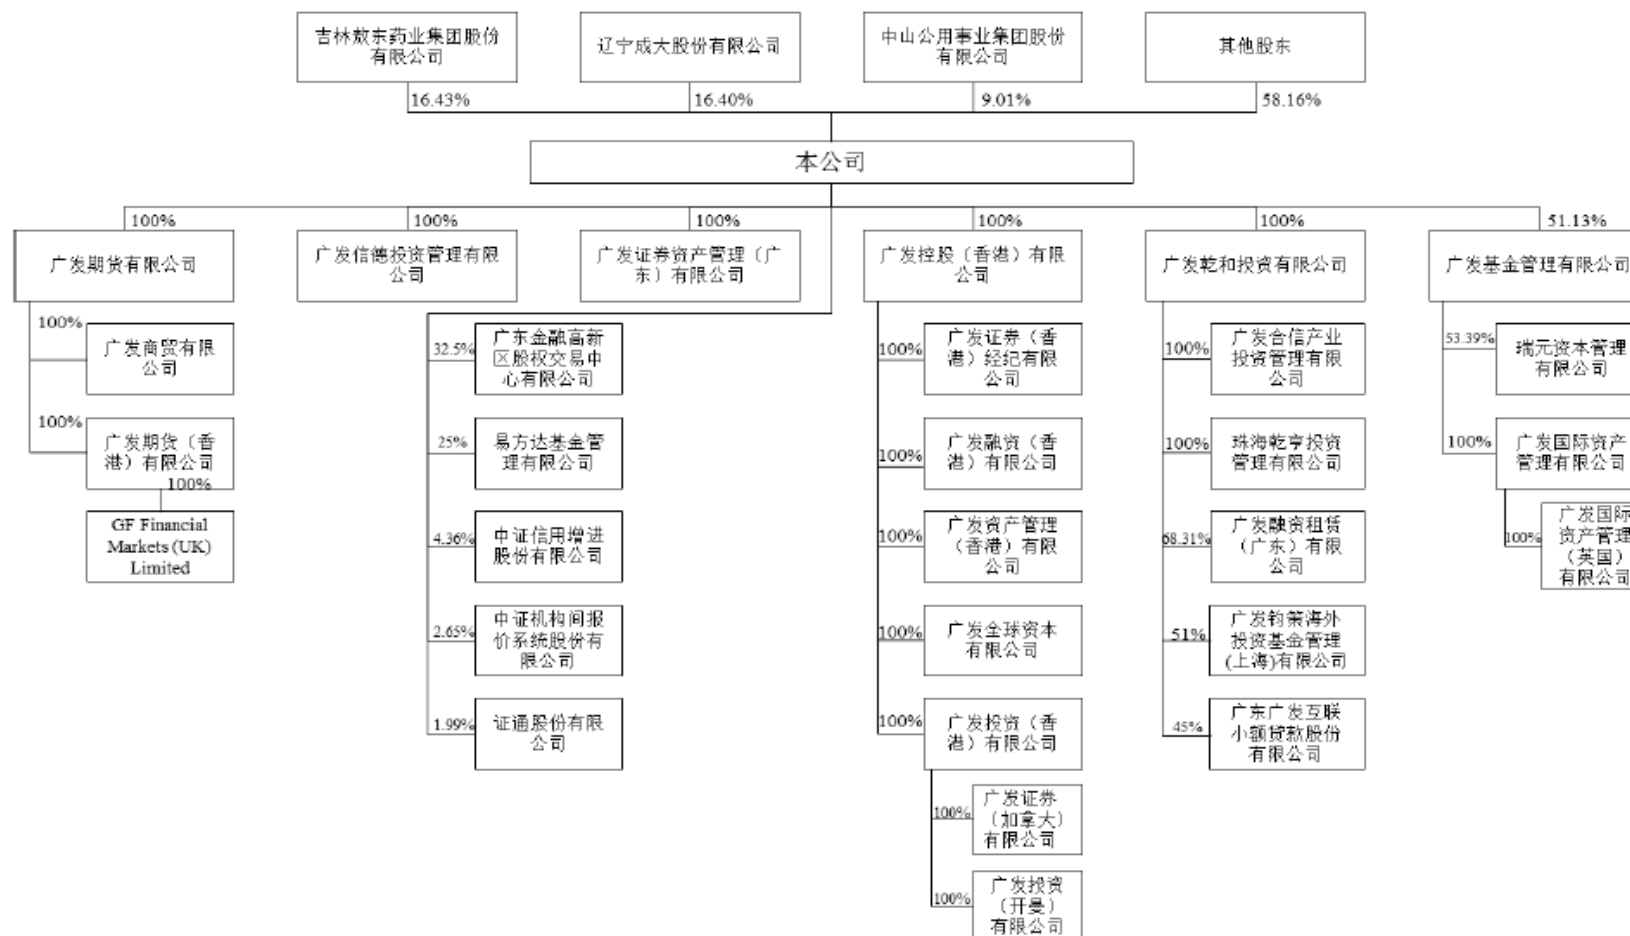 吉林敖东药业集团股份
有限公司
辽宁成大股份有限公司
中山公用事业集团股份
有限公司
其他股东
16.43%
16.40%
9.01%
58.16%
本公司
100%
100%
100%
100%
100%
51.13%
广发期货有限公司
广发信德投资管理有限
公司
广发证券资产管理（广
东）有限公司
广发控股（香港）有限
公司
广发乾和投资有限公司
广发基金管理有限公司
100%
广发商贸有限
公司
100%
广发期货（香
港）有限公司
100%
GF Financial
Markets (UK)
Limited
32.5%
广东金融高新
区股权交易中
心有限公司
25%
易方达基金管
理有限公司
4.36%
中证信用增进
股份有限公司
2.65%
中证机构间报
价系统股份有
限公司
1.99%
证通股份有限
公司
100%
广发证券（香
港）经纪有限
公司
100%
广发融资（香
港）有限公司
100%
广发资产管理
（香港）有限
公司
100%
广发全球资本
有限公司
100%
广发投资（香
港）有限公司
100%
广发证券
（加拿大）
有限公司
100%
广发投资
（开曼）
有限公司
100%
广发合信产业
投资管理有限
公司
100%
珠海乾亨投资
管理有限公司
68.31%
广发融资租赁
（广东）有限
公司
51%
广发钧策海外
投资基金管理
(上海)有限公司
45%
广东广发互联
小额贷款股份
有限公司
53.39%
瑞元资本管理
有限公司
100%
广发国际资产
管理有限公司
100%
广发国际
资产管理
（英国）
有限公司